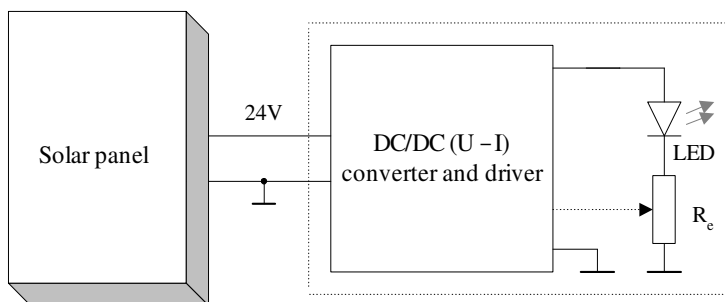 Solar panel
24V
DC/DC (U – I)
converter and driver
LED
Re